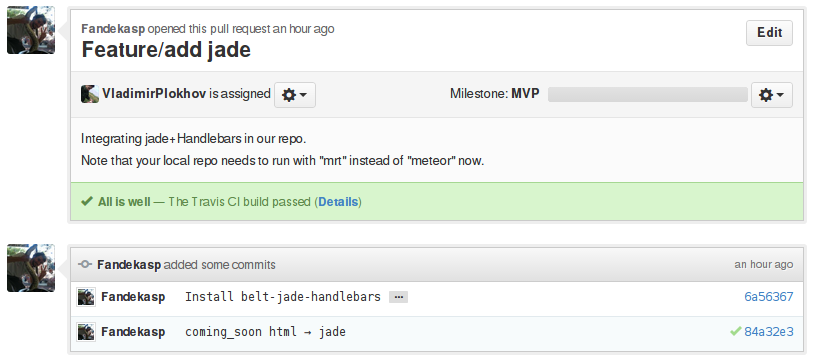 Fandekasp opened this pull request an hour ago
Edit
Feature/add jade
VladimirPlokhov is assigned
Milestone: MVP
Integrating jade+Handlebars in our repo.
Note that your local repo needs to run with "mrt" instead of "meteor" now.
All is well — The Travis CI build passed (Details)
Fandekasp added some commits an hour ago
Fandekasp Install belt-jade-handlebars ... 6a56367
Fandekasp coming_soon html → jade 84a32e3